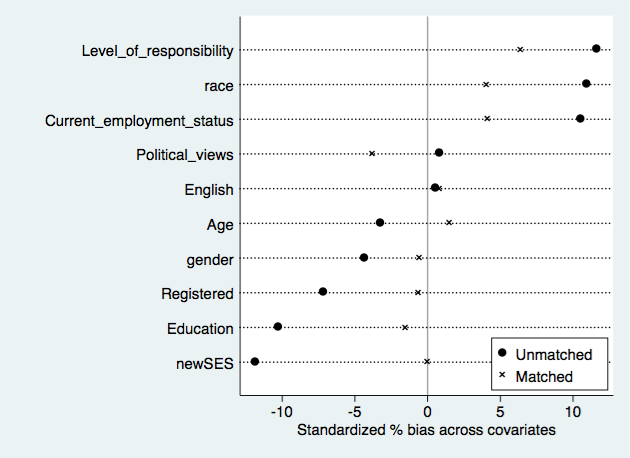 Level_of_responsibility
race
Current_employment_status
Political_views
English
Age
gender
Registered
Education
newSES
Unmatched
Matched
-10 -5 0 5 10
Standardized % bias across covariates